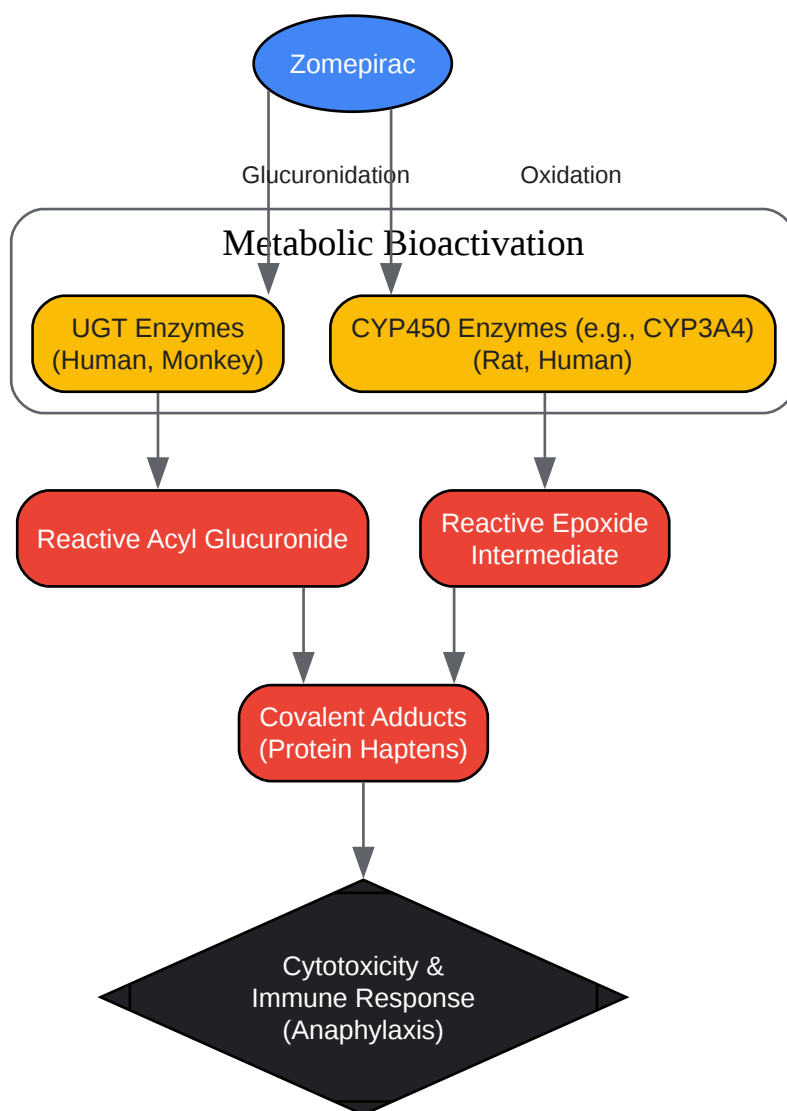 Zomepirac
Glucuronidation
Oxidation
Metabolic Bioactivation
UGT Enzymes
(Human, Monkey)
CYP450 Enzymes (e.g., CYP3A4)
(Rat, Human)
Reactive Acyl Glucuronide
Reactive Epoxide
Intermediate
Covalent Adducts
(Protein Haptens)
Cytotoxicity &
Immune Response
(Anaphylaxis)